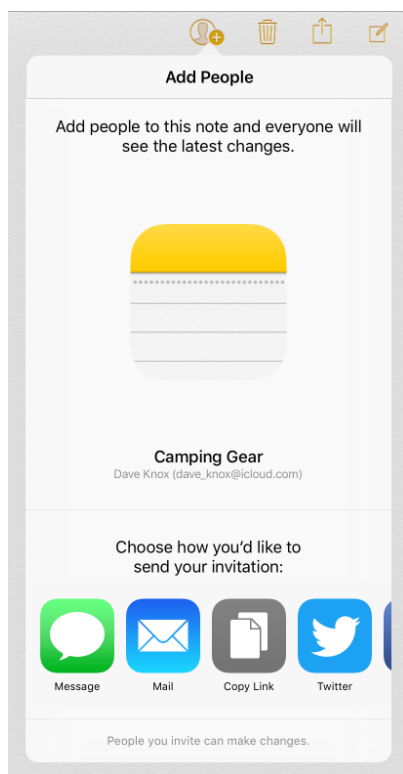 Add People
Add people to this note and everyone will
see the latest changes.
Camping Gear
Dave Knox (dave_knox@icloud.com)
Choose how you’d like to
send your invitation:
Message
Mail
Copy Link
Twitter
People you invite can make changes.